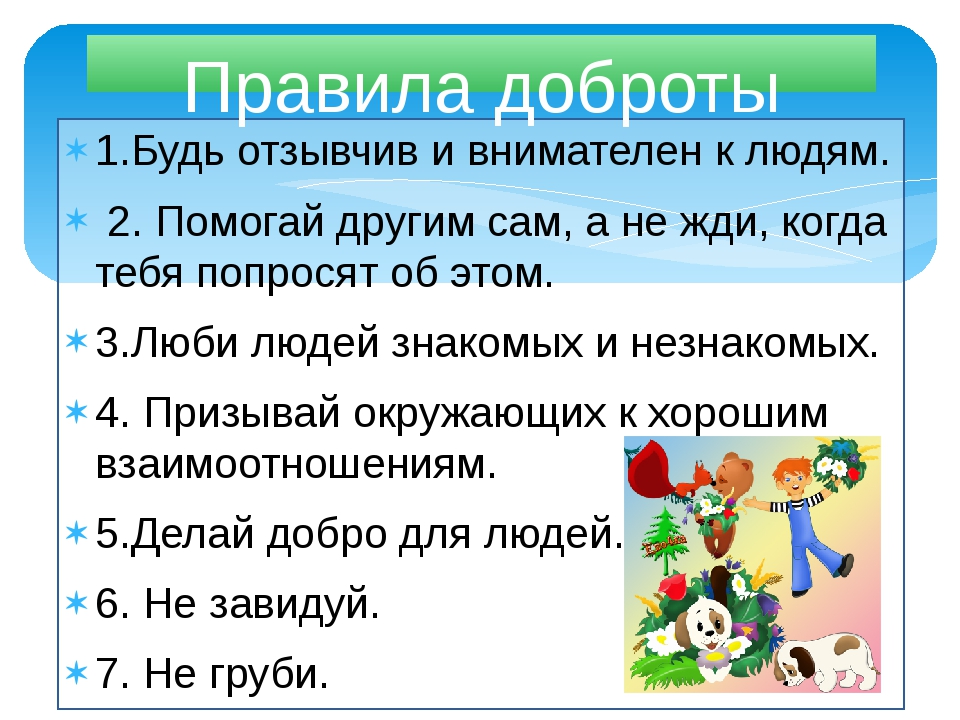 Правила доброты
1.Будь отзывчив и внимателен к людям.
2. Помогай другим сам, а не жди, когда
тебя попросят об этом.
3.Люби людей знакомых и незнакомых.
4. Призывай окружающих к хорошим
взаимоотношениям.
5.Делай добро для людей.
6. Не завидуй.
7. Не груби.